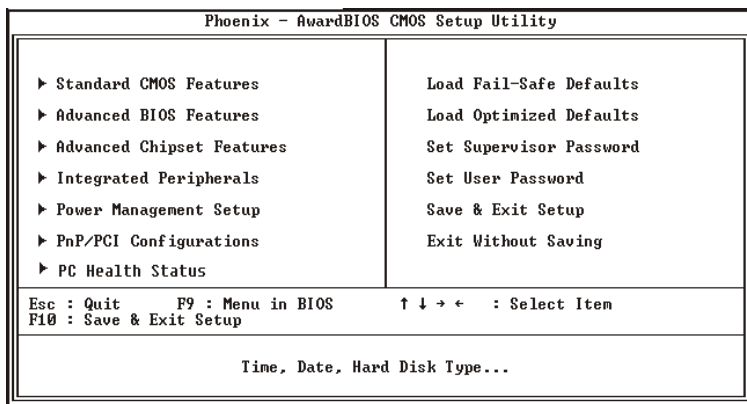 Phoenix - AwardBIOS CMOS Setup Utility
▶ Standard CMOS Features
▶ Advanced BIOS Features
▶ Advanced Chipset Features
▶ Integrated Peripherals
▶ Power Management Setup
▶ PnP/PCI Configurations
▶ PC Health Status
Load Fail-Safe Defaults
Load Optimized Defaults
Set Supervisor Password
Set User Password
Save & Exit Setup
Exit Without Saving
Esc : Quit F9 : Menu in BIOS ↑ ↓ → ← : Select Item
F10 : Save & Exit Setup
Time, Date, Hard Disk Type...